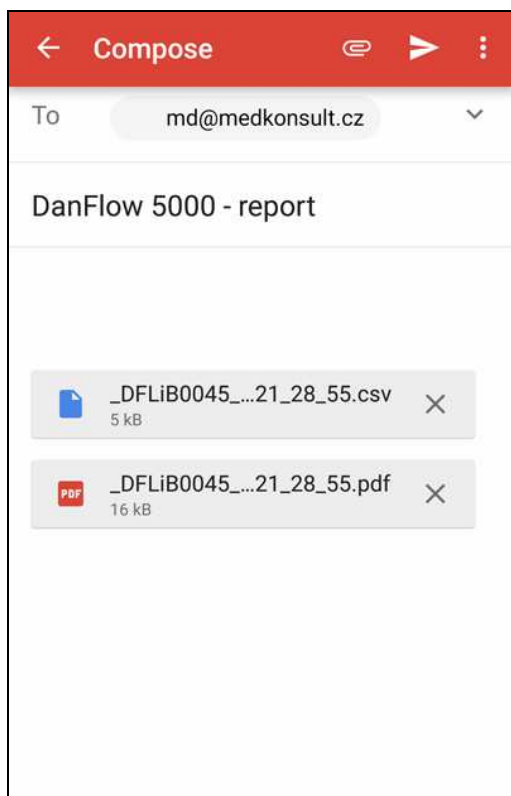 Compose
To
md@medkonsult.cz
DanFlow 5000 - report
_DFLiB0045_...21_28_55.csv
5 kB
PDF
_DFLiB0045_...21_28_55.pdf
16 kB